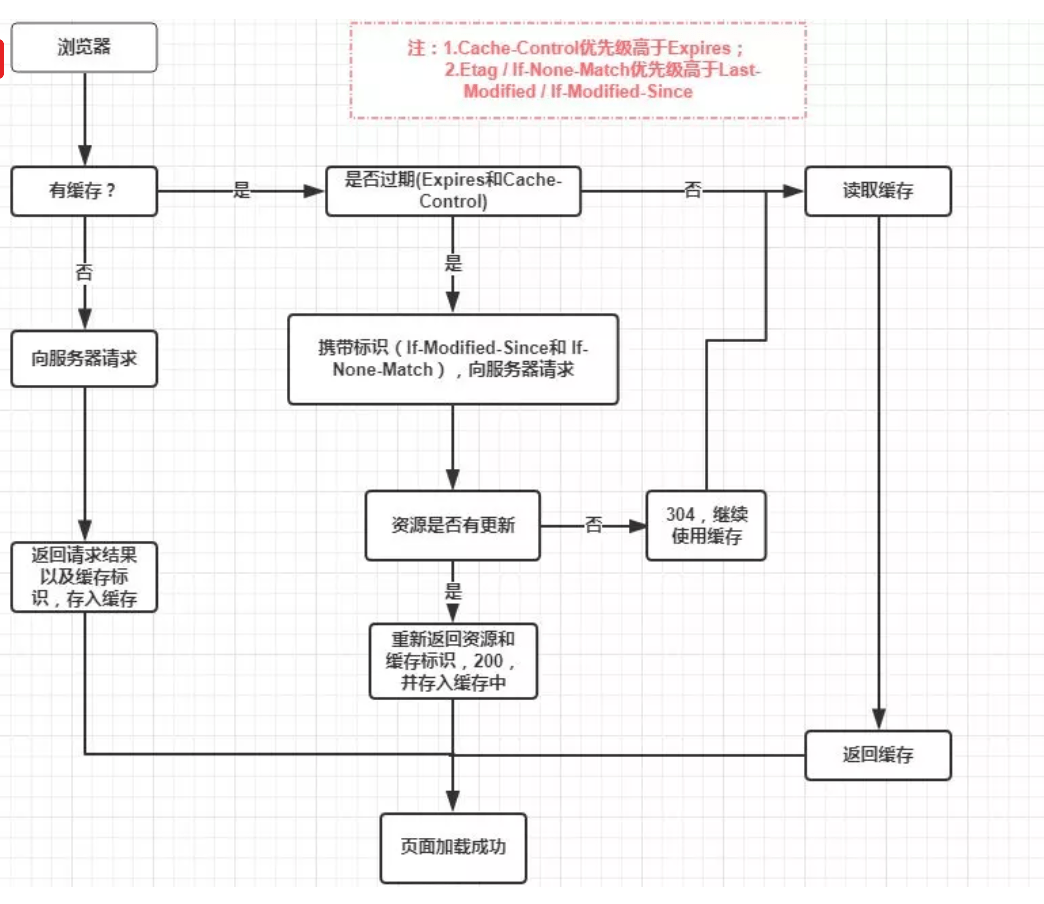 浏览器
注：1.Cache-Control优先级高于Expires；
2.Etag / If-None-Match优先级高于Last-
Modified / If-Modified-Since
有缓存？
是
是否过期(Expires和Cache-
Control)
否
读取缓存
否
是
向服务器请求
携带标识（If-Modified-Since和 If-
None-Match），向服务器请求
资源是否有更新
否
304，继续
使用缓存
返回请求结果
以及缓存标
识，存入缓存
是
重新返回资源和
缓存标识，200，
并存入缓存中
返回缓存
页面加载成功